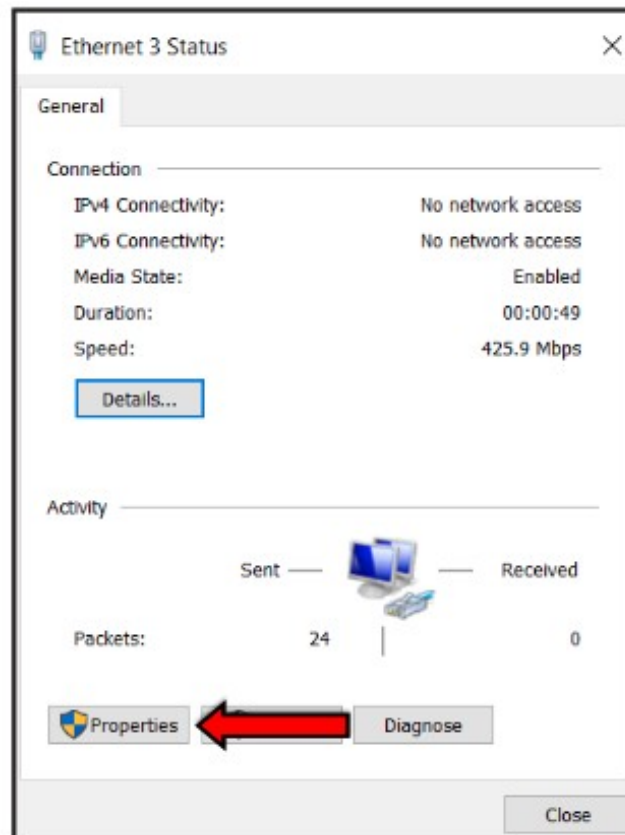 Ethernet 3 Status
General
Connection
IPv4 Connectivity: No network access
IPv6 Connectivity: No network access
Media State: Enabled
Duration: 00:00:49
Speed: 425.9 Mbps
Details...
Activity
Sent Received
Packets: 24 0
Properties Diagnose
Close